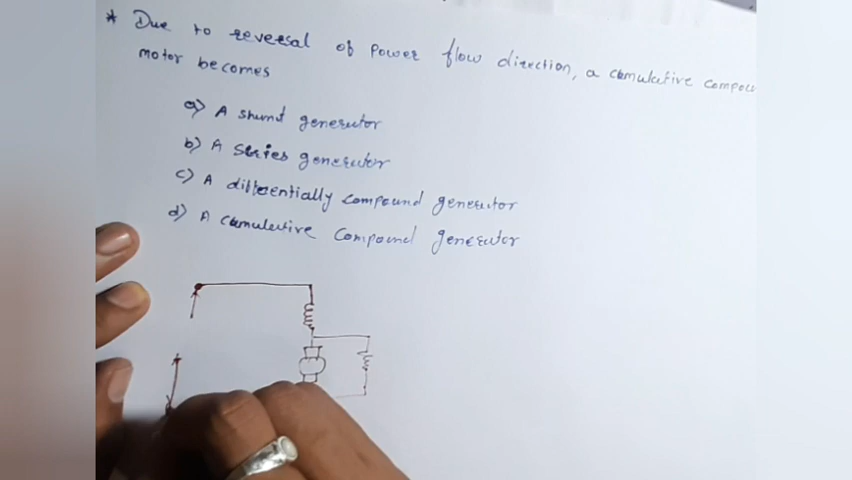 * Due to reversal of power flow direction, a cumulative compou
motor becomes
a) A shunt generator
b) A series generator
c) A differentially compound generator
d) A cumulative compound generator